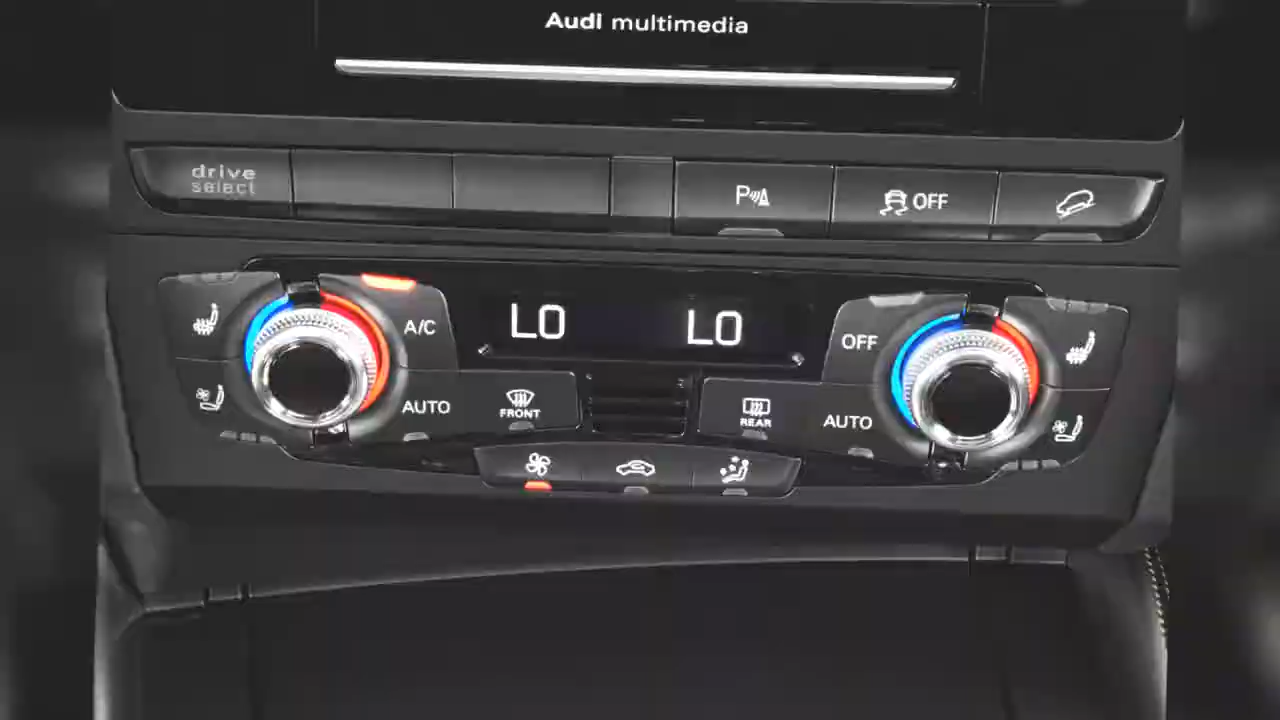 Audi multimedia
drive
select
P
OFF
A/C
LO
LO
OFF
AUTO
FRONT
REAR
AUTO